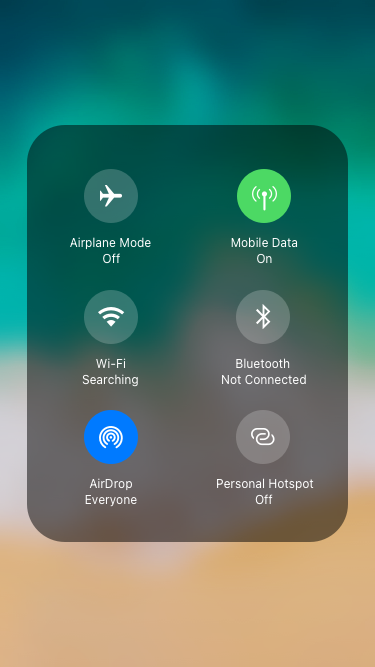 Airplane Mode
Off
Mobile Data
On
Wi-Fi
Searching
Bluetooth
Not Connected
AirDrop
Everyone
Personal Hotspot
Off